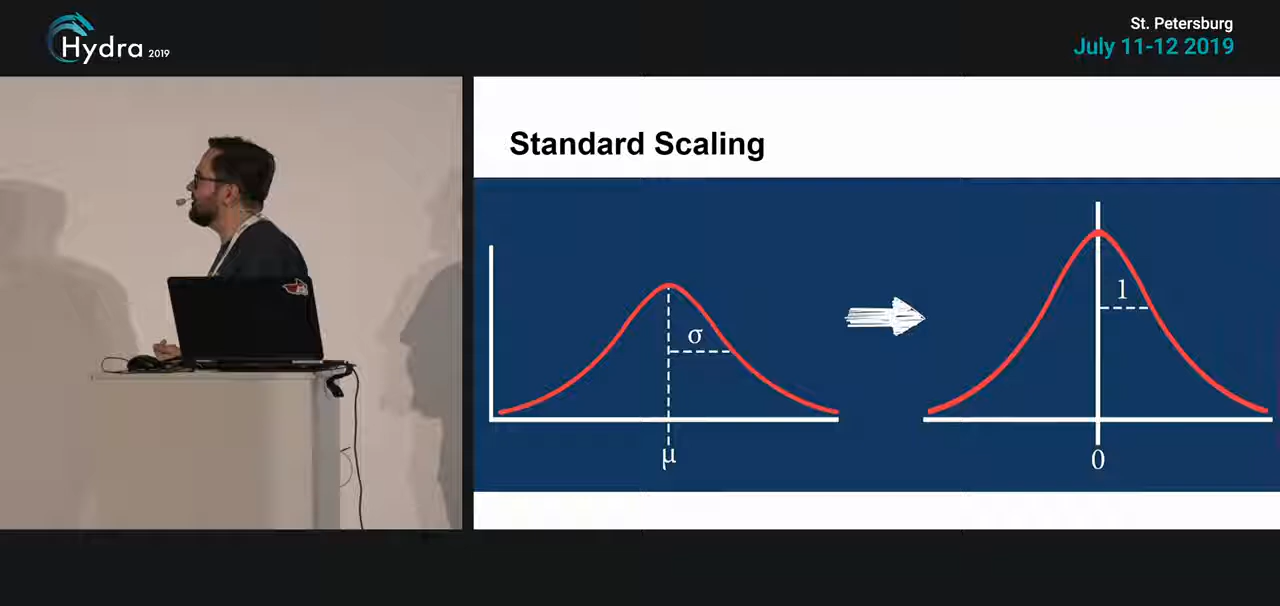 Hydra 2019
St. Petersburg
July 11-12 2019
Standard Scaling
σ
μ
1
0